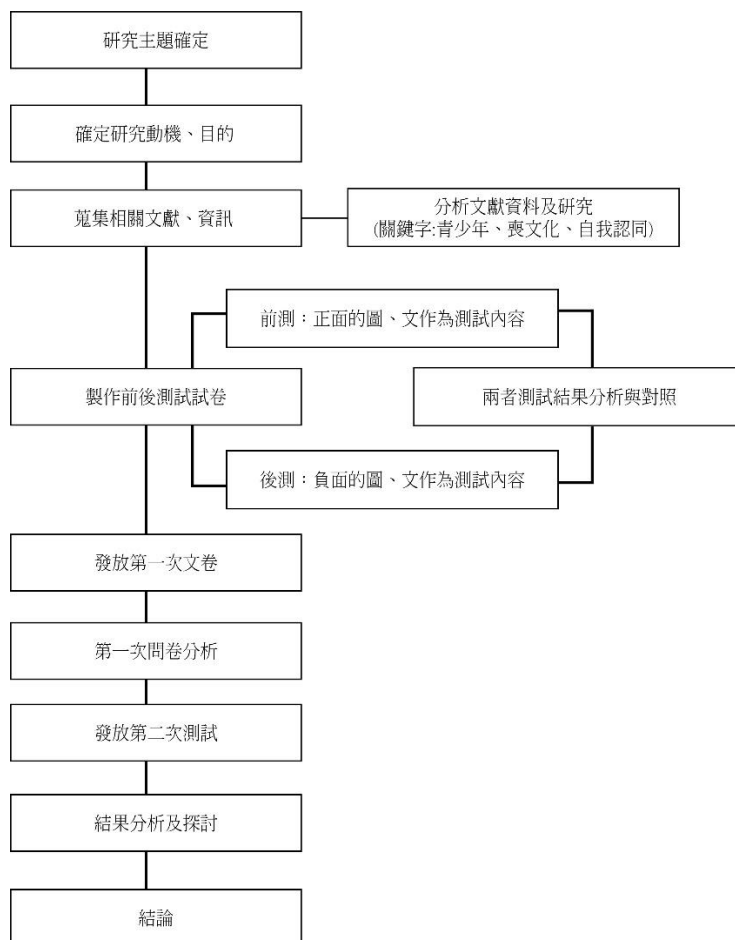 研究主題確定
確定研究動機、目的
蒐集相關文獻、資訊
分析文獻資料及研究
(關鍵字:青少年、喪文化、自我認同)
前測：正面的圖、文作為測試內容
製作前後測試試卷
兩者測試結果分析與對照
後測：負面的圖、文作為測試內容
發放第一次文卷
第一次問卷分析
發放第二次測試
結果分析及探討
結論